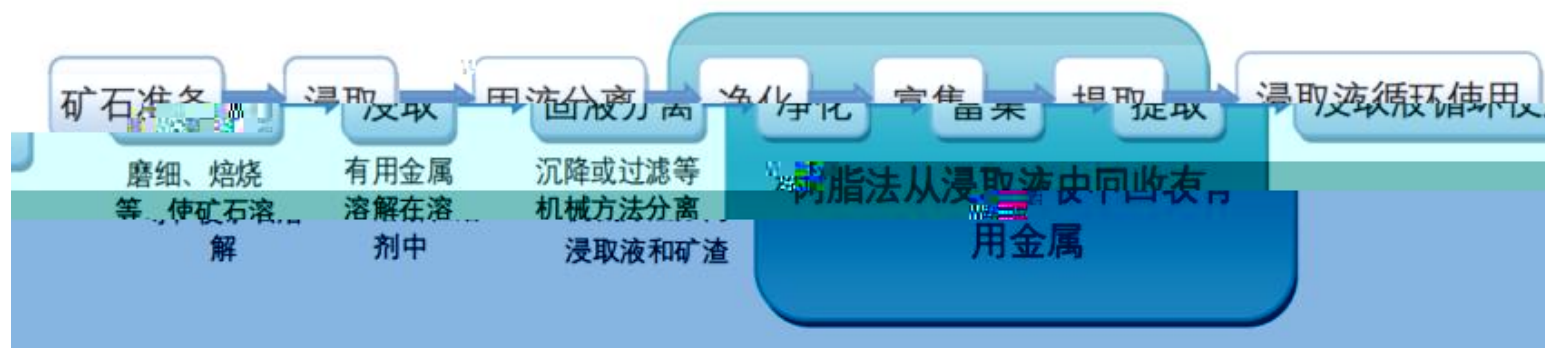 矿石准备
浸取
固液分离
净化
富集
提取
浸取液循环使用
磨细、焙烧
等，使矿石溶
解
有用金属
溶解在溶
剂中
沉降或过滤等
机械方法分离
浸取液和矿渣
脂法从浸取液中回收有
用金属